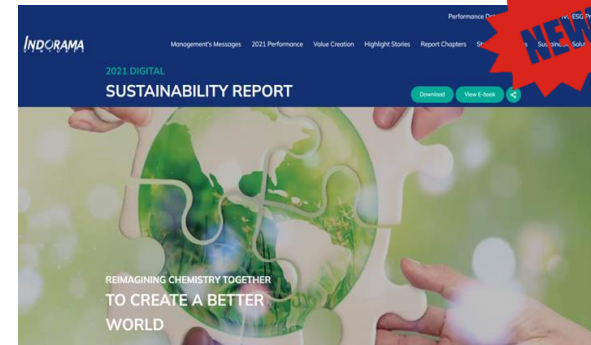 NEW
Performance
ESG
INDORAMA
Management's Messages 2021 Performance Value Creation Highlight Stories Report Chapters
2021 DIGITAL
SUSTAINABILITY REPORT
Download View E-book
REIMAGINING CHEMISTRY TOGETHER
TO CREATE A BETTER
WORLD